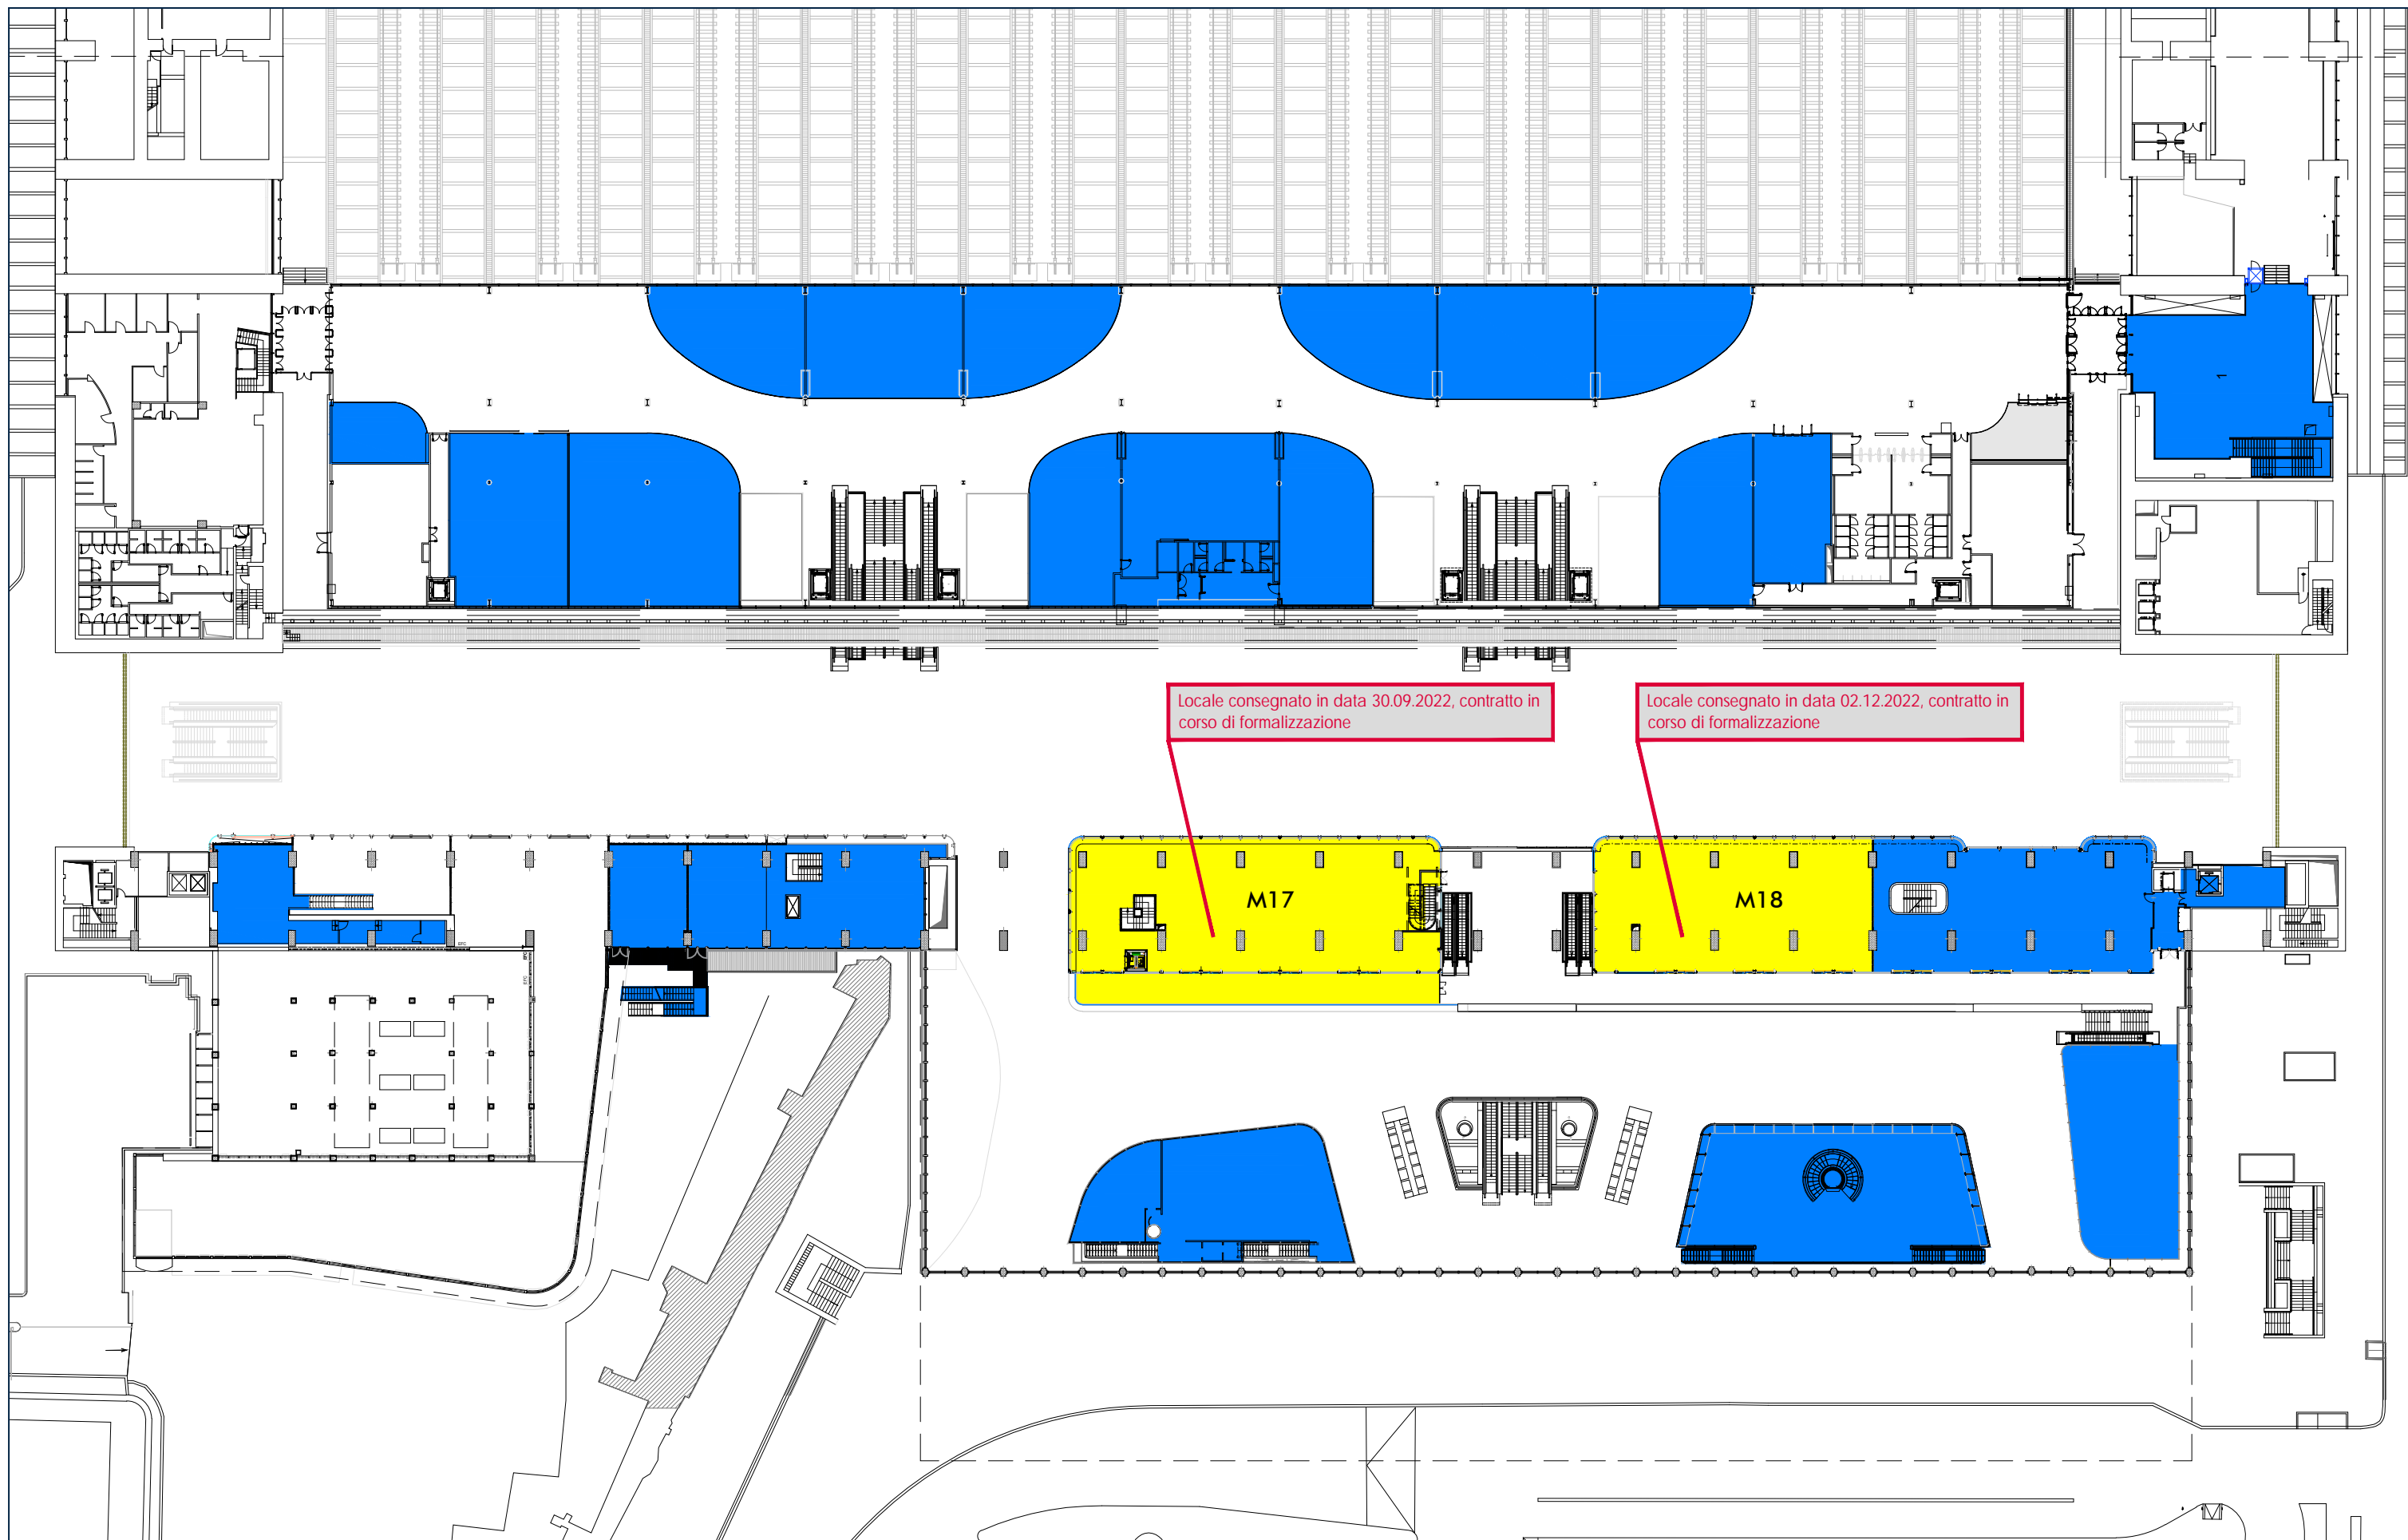 1
Locale consegnato in data 30.09.2022, contratto in
corso di formalizzazione
Locale consegnato in data 02.12.2022, contratto in
corso di formalizzazione
M17
M18